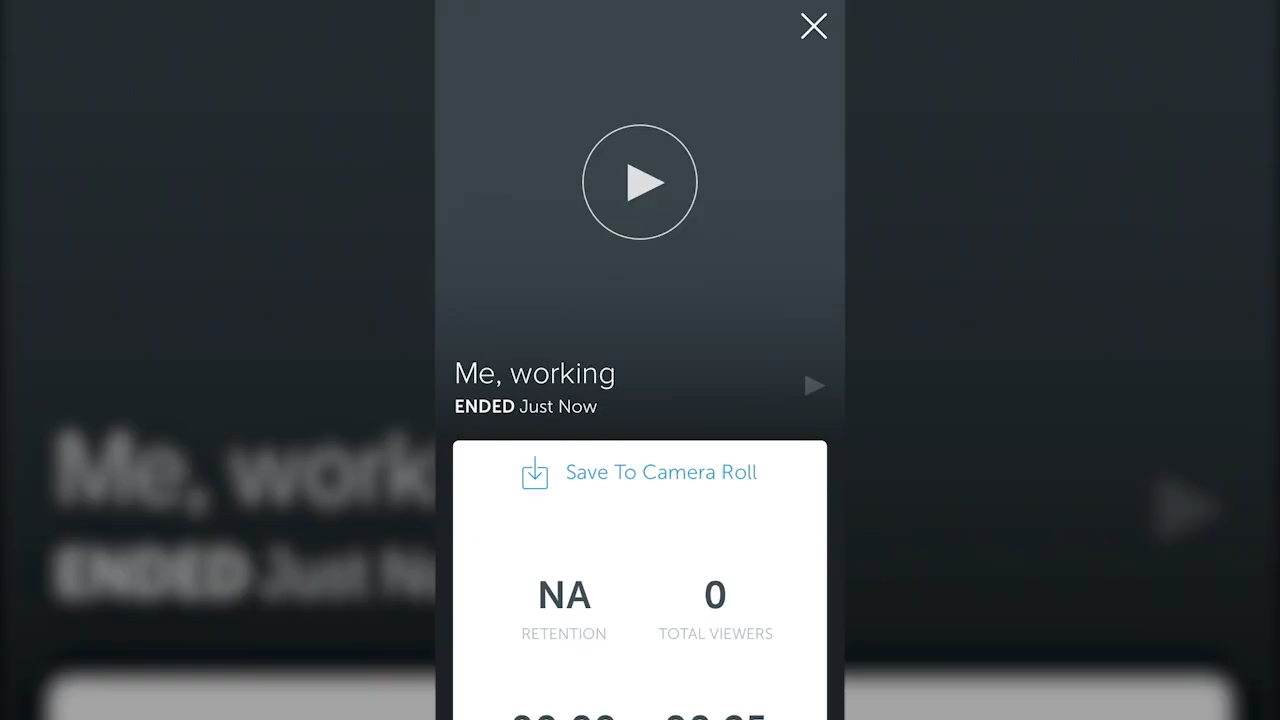 Me, working
ENDED Just Now
Save To Camera Roll
NA
0
RETENTION
TOTAL VIEWERS